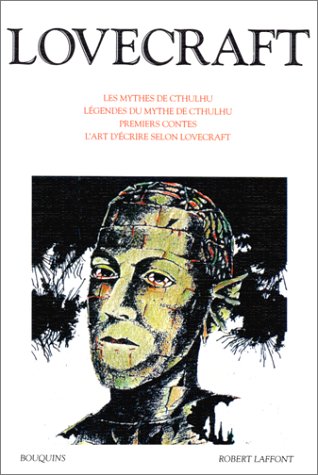 LOVECRAFT
LES MYTHES DE CTHULHU
LÉGENDES DU MYTHE DE CTHULHU
PREMIERS CONTES
L'ART D'ÉCRIRE SELON LOVECRAFT
BOUQUINS
ROBERT LAFFONT